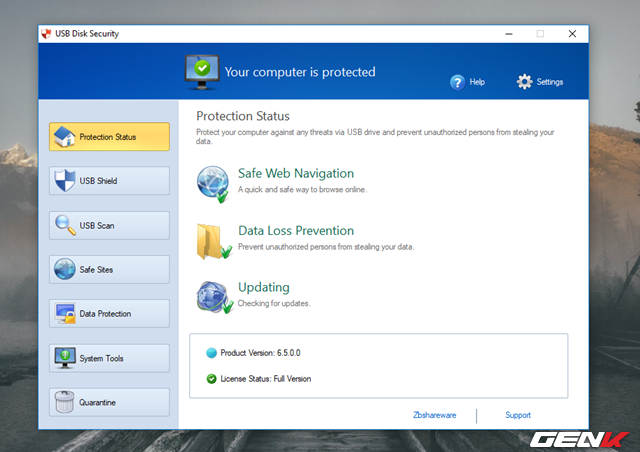 USB Disk Security
Your computer is protected
Help
Settings
Protection Status
USB Shield
USB Scan
Safe Sites
Data Protection
System Tools
Quarantine
Protection Status
Protect your computer against any threats via USB drive and prevent unauthorized persons from stealing your
data.
Safe Web Navigation
A quick and safe way to browse online.
Data Loss Prevention
Prevent unauthorized persons from stealing your data.
Updating
Checking for updates.
Product Version: 6.5.0.0
License Status: Full Version
Zbshareware
Support
GENK